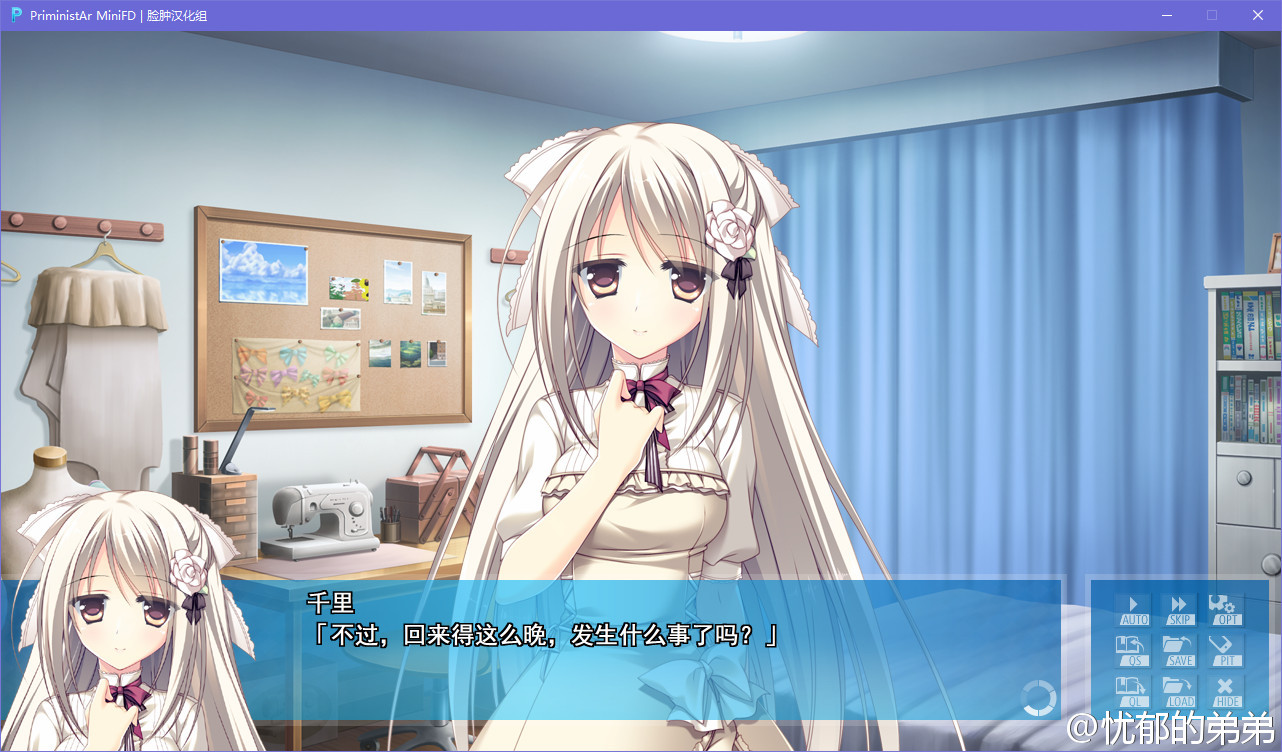 PriministAr MiniFD | 脸肿汉化组
千里
「不过，回来得这么晚，发生什么事了吗？」
AUTO SKIP OPT
QS SAVE PIT
QL LOAD HIDE
@忧郁的弟弟